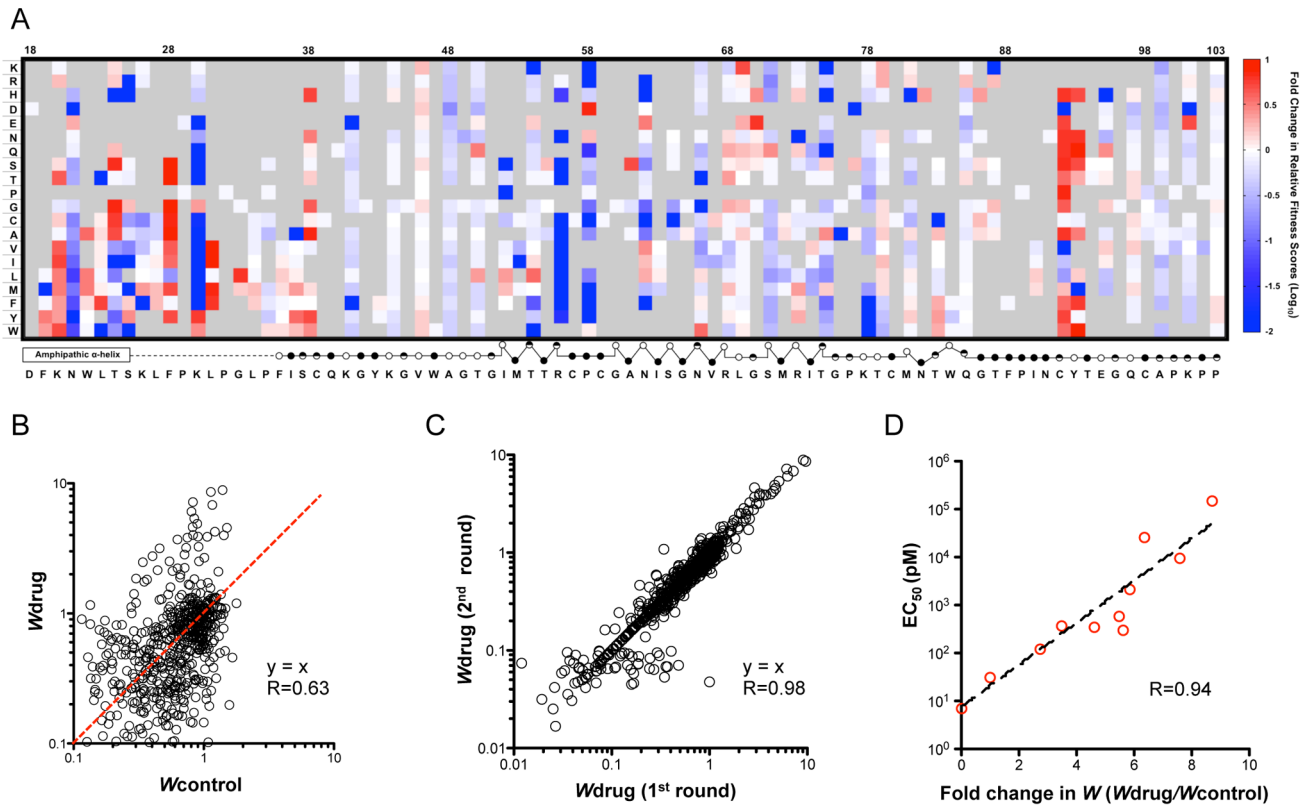 A
18 28 38 48 58 68 78 88 98 103
K
R
H
D
E
N
Q
S
T
P
G
C
A
V
I
L
M
F
Y
W
1
0.5
0
-0.5
-1
-1.5
-2
Fold Change in Relative Fitness Scores (Log10)
Amphipathic α-helix
D F K N W L T S K L F P K L P G L P F I S C Q K G Y K G V W A G T G I M T T R C P C G A N I S G N V R L G S M R I T G P K T C M N T W Q G T F P I N C Y T E G Q C A P K P P
B
Wdrug
10
1
0.1
0.1 1 10
y = x
R=0.63
Wcontrol
C
Wdrug (2nd round)
10
1
0.1
0.01
0.01 0.1 1 10
y = x
R=0.98
Wdrug (1st round)
D
EC50 (pM)
10^6
10^5
10^4
10^3
10^2
10^1
10^0
0 2 4 6 8 10
R=0.94
Fold change in W (Wdrug/Wcontrol)